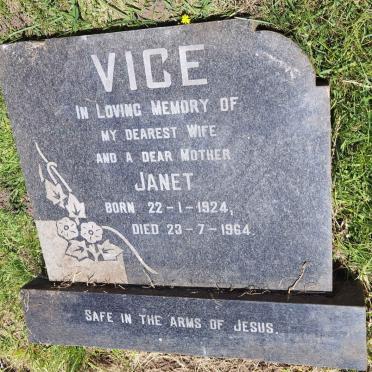 VICE
IN LOVING MEMORY OF
MY DEAREST WIFE
AND A DEAR MOTHER
JANET
BORN 22-1-1924,
DIED 23-7-1964.
SAFE IN THE ARMS OF JESUS.